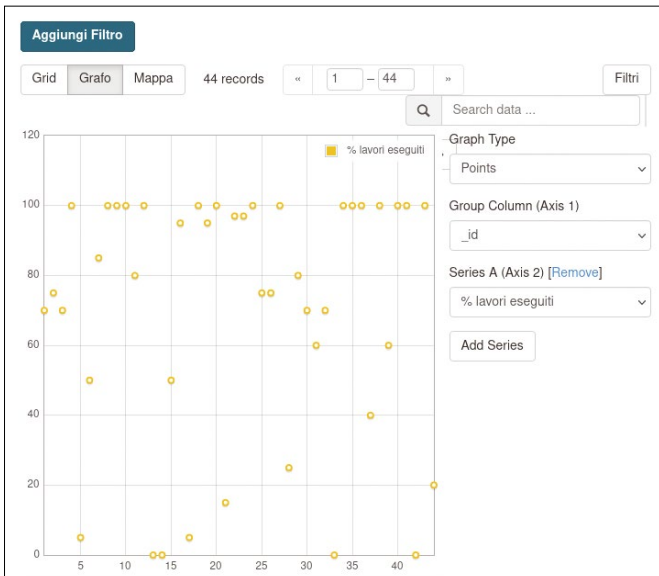 Aggiungi Filtro
Grid Grafo Mappa 44 records « 1 – 44 » Filtri
Search data ...
Graph Type
Points
Group Column (Axis 1)
_id
Series A (Axis 2) [Remove]
% lavori eseguiti
Add Series
% lavori eseguiti
120
100
80
60
40
20
0
5 10 15 20 25 30 35 40